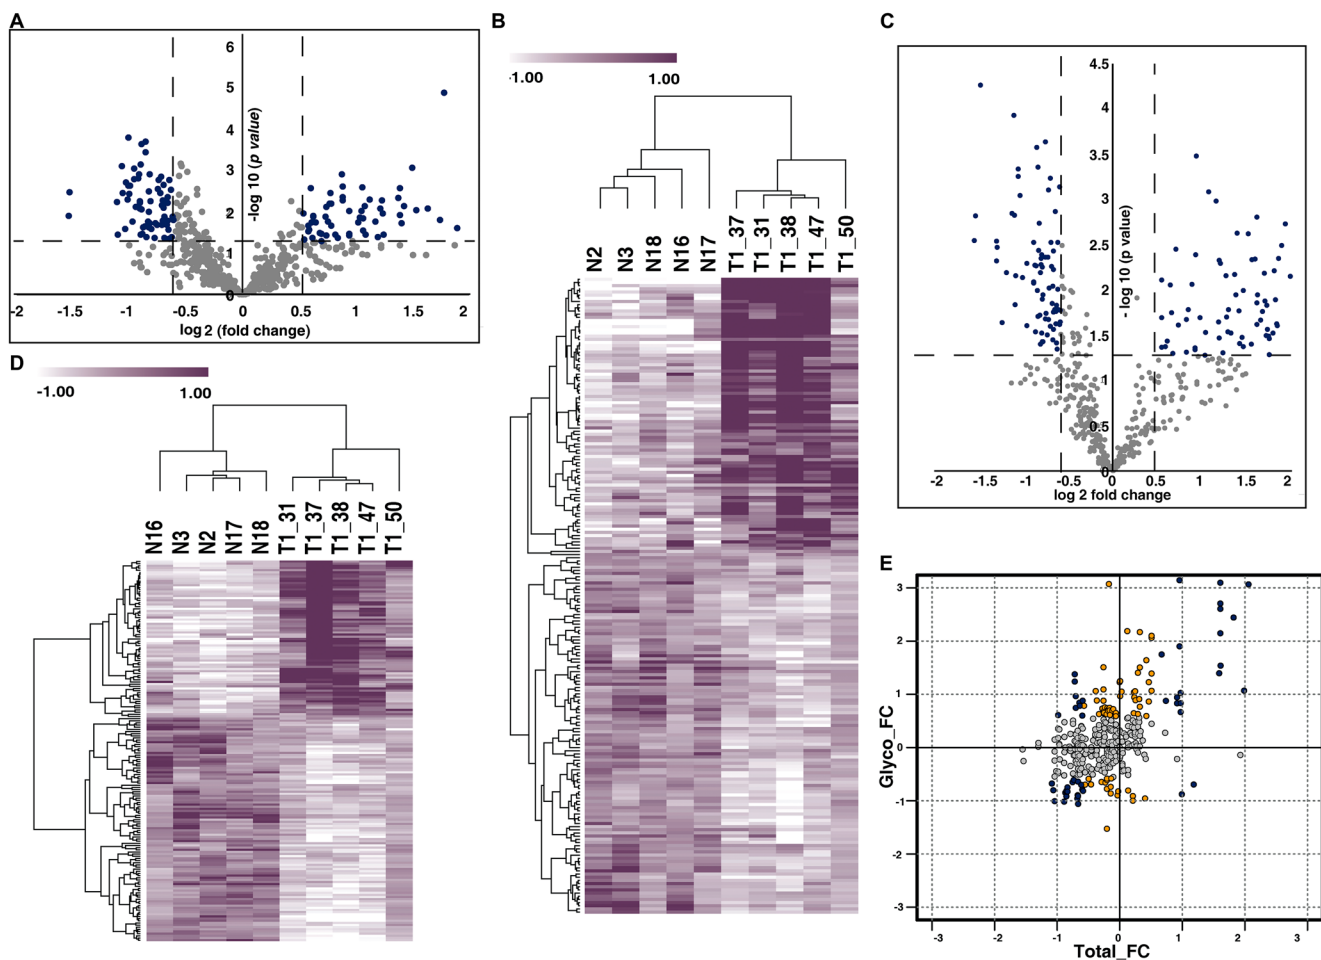 A
6
5
4
3
2
1
0
-log 10 (p value)
-2
-1.5
-1
-0.5
0.5
1
1.5
2
log 2 (fold change)
B
-1.00
1.00
N2
N3
N18
N16
N17
T1_37
T1_31
T1_38
T1_47
T1_50
C
4.5
4
3.5
3
2.5
2
1.5
1
0.5
0
-log 10 (p value)
-2
-1.5
-1
-0.5
0.5
1
1.5
2
log 2 fold change
D
-1.00
1.00
N16
N3
N2
N17
N18
T1_31
T1_37
T1_38
T1_47
T1_50
E
3
2
1
0
-1
-2
-3
Glyco_FC
-3
-2
-1
0
1
2
3
Total_FC